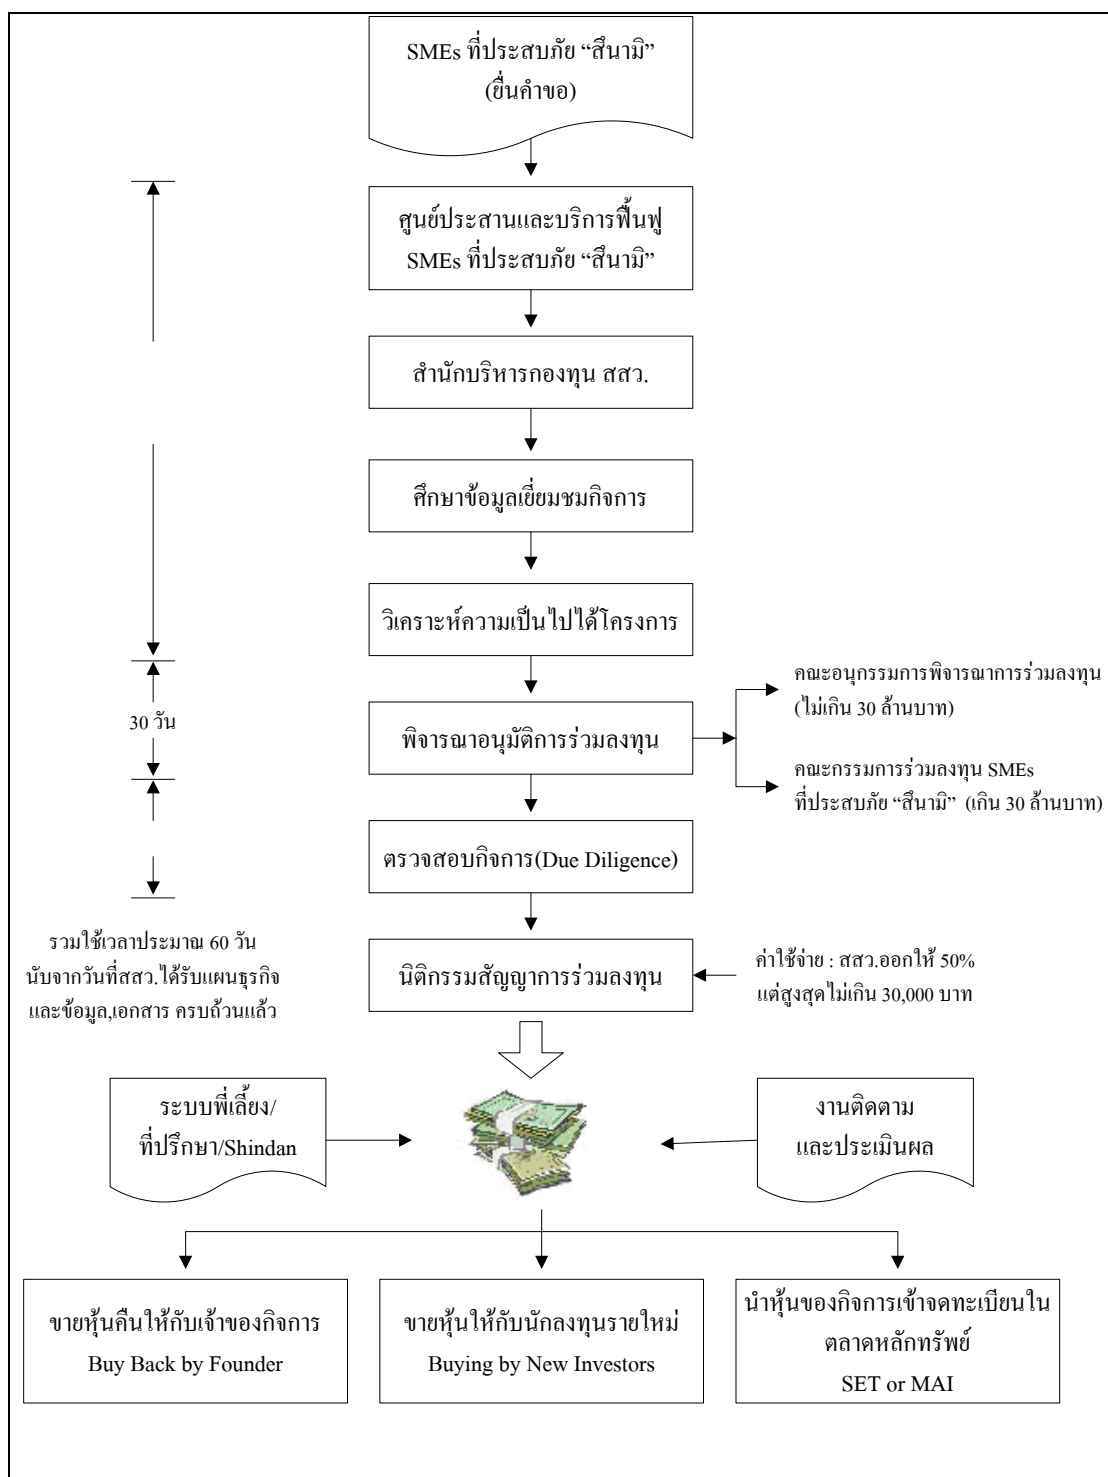 SMEs ที่ประสบภัย “สึนามิ”
(ยื่นคำขอ)
ศูนย์ประสานและบริการฟื้นฟู
SMEs ที่ประสบภัย “สึนามิ”
สำนักบริหารกองทุน สสว.
ศึกษาข้อมูลเยี่ยมชมกิจการ
วิเคราะห์ความเป็นไปได้โครงการ
30 วัน
พิจารณาอนุมัติการร่วมลงทุน
คณะอนุกรรมการพิจารณาการร่วมลงทุน
(ไม่เกิน 30 ล้านบาท)
คณะกรรมการร่วมลงทุน SMEs
ที่ประสบภัย “สึนามิ” (เกิน 30 ล้านบาท)
ตรวจสอบกิจการ(Due Diligence)
รวมใช้เวลาประมาณ 60 วัน
นับจากวันที่สสว.ได้รับแผนธุรกิจ
และข้อมูล,เอกสาร ครบถ้วนแล้ว
นิติกรรมสัญญาการร่วมลงทุน
ค่าใช้จ่าย : สสว.ออกให้ 50%
แต่สูงสุดไม่เกิน 30,000 บาท
ระบบพี่เลี้ยง/
ที่ปรึกษา/Shindan
งานติดตาม
และประเมินผล
ขายหุ้นคืนให้กับเจ้าของกิจการ
Buy Back by Founder
ขายหุ้นให้กับนักลงทุนรายใหม่
Buying by New Investors
นำหุ้นของกิจการเข้าจดทะเบียนใน
ตลาดหลักทรัพย์
SET or MAI